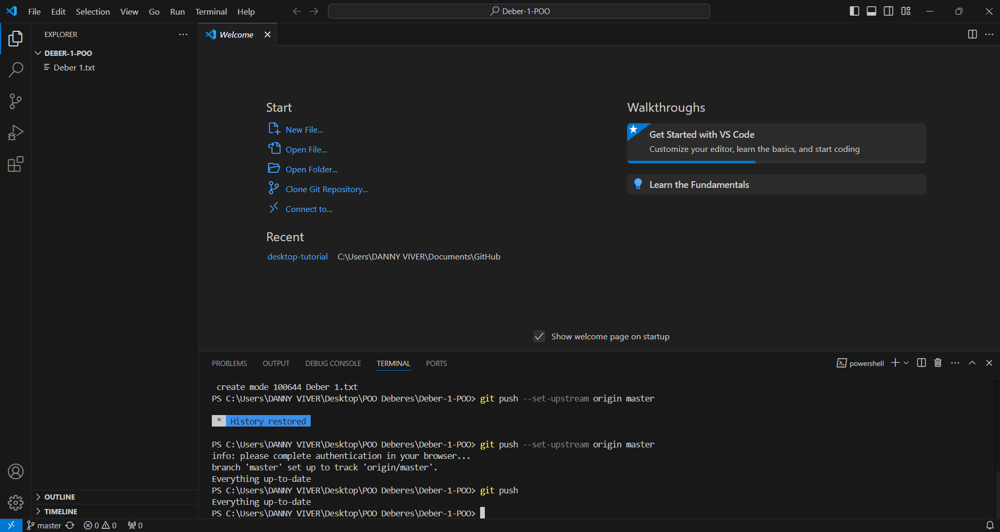 File Edit Selection View Go Run Terminal Help
Deber-1-POO
EXPLORER
Welcome
DEBER-1-POO
Deber 1.txt
Start
New File...
Open File...
Open Folder...
Clone Git Repository...
Connect to...
Recent
desktop-tutorial C:\Users\DANNY VIVER\Documents\GitHub
Walkthroughs
Get Started with VS Code
Customize your editor, learn the basics, and start coding
Learn the Fundamentals
Show welcome page on startup
PROBLEMS OUTPUT DEBUG CONSOLE TERMINAL PORTS
powershell
create mode 100644 Deber 1.txt
PS C:\Users\DANNY VIVER\Desktop\POO Deberes\Deber-1-POO> git push --set-upstream origin master
* History restored
PS C:\Users\DANNY VIVER\Desktop\POO Deberes\Deber-1-POO> git push --set-upstream origin master
info: please complete authentication in your browser...
branch 'master' set up to track 'origin/master'.
Everything up-to-date
PS C:\Users\DANNY VIVER\Desktop\POO Deberes\Deber-1-POO> git push
Everything up-to-date
PS C:\Users\DANNY VIVER\Desktop\POO Deberes\Deber-1-POO>
OUTLINE
TIMELINE
master 0 0 0